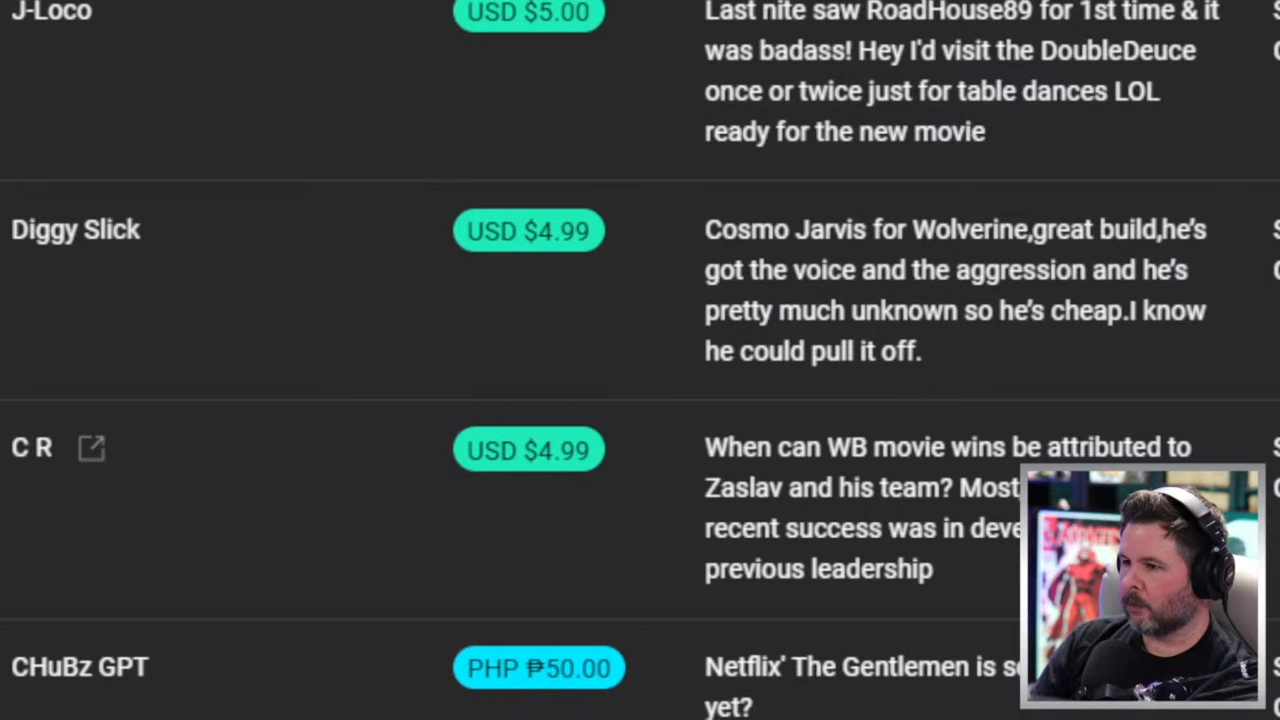 J-Loco
USD $5.00
Last nite saw RoadHouse89 for 1st time & it
was badass! Hey I'd visit the DoubleDeuce
once or twice just for table dances LOL
ready for the new movie
Diggy Slick
USD $4.99
Cosmo Jarvis for Wolverine,great build,he's
got the voice and the aggression and he's
pretty much unknown so he's cheap.I know
he could pull it off.
C R
USD $4.99
When can WB movie wins be attributed to
Zaslav and his team? Most
recent success was in
previous leadership
CHuBz GPT
PHP ₱50.00
Netflix' The Gentlemen is
yet?